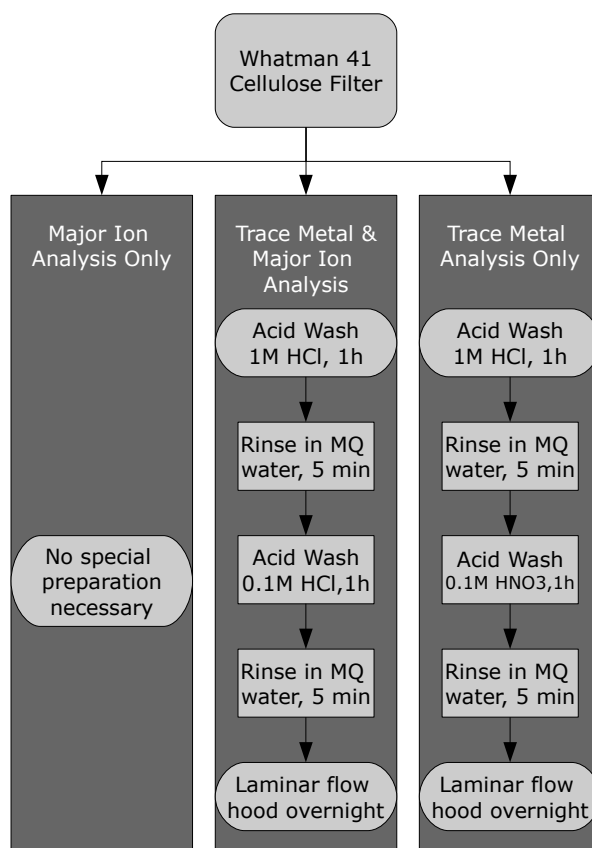 Whatman 41
Cellulose Filter
Major Ion
Analysis Only
No special
preparation
necessary
Trace Metal &
Major Ion
Analysis
Acid Wash
1M HCl, 1h
Rinse in MQ
water, 5 min
Acid Wash
0.1M HCl,1h
Rinse in MQ
water, 5 min
Laminar flow
hood overnight
Trace Metal
Analysis Only
Acid Wash
1M HCl, 1h
Rinse in MQ
water, 5 min
Acid Wash
0.1M HNO3,1h
Rinse in MQ
water, 5 min
Laminar flow
hood overnight